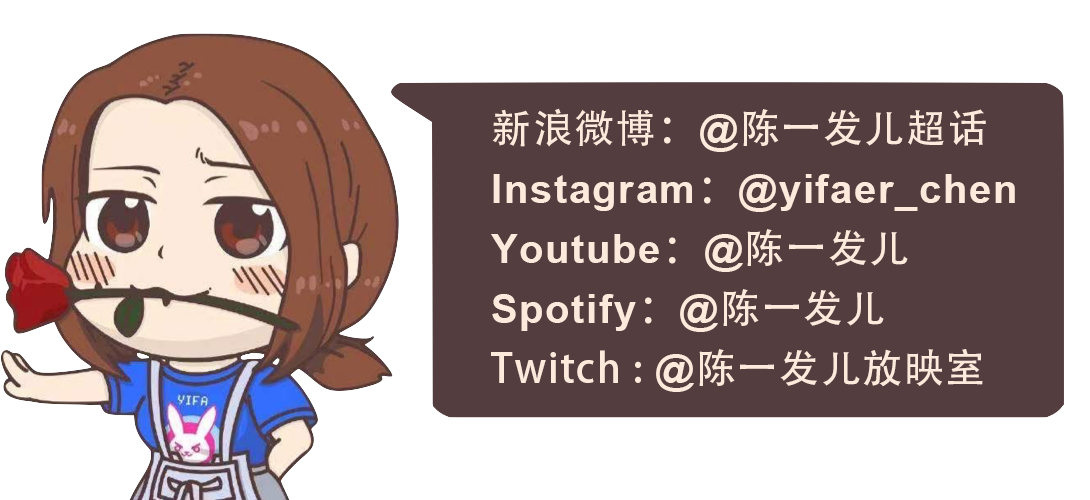 新浪微博：@陈一发儿超话
Instagram：@yifaer_chen
Youtube：@陈一发儿
Spotify：@陈一发儿
Twitch : @陈一发儿放映室
YIFA